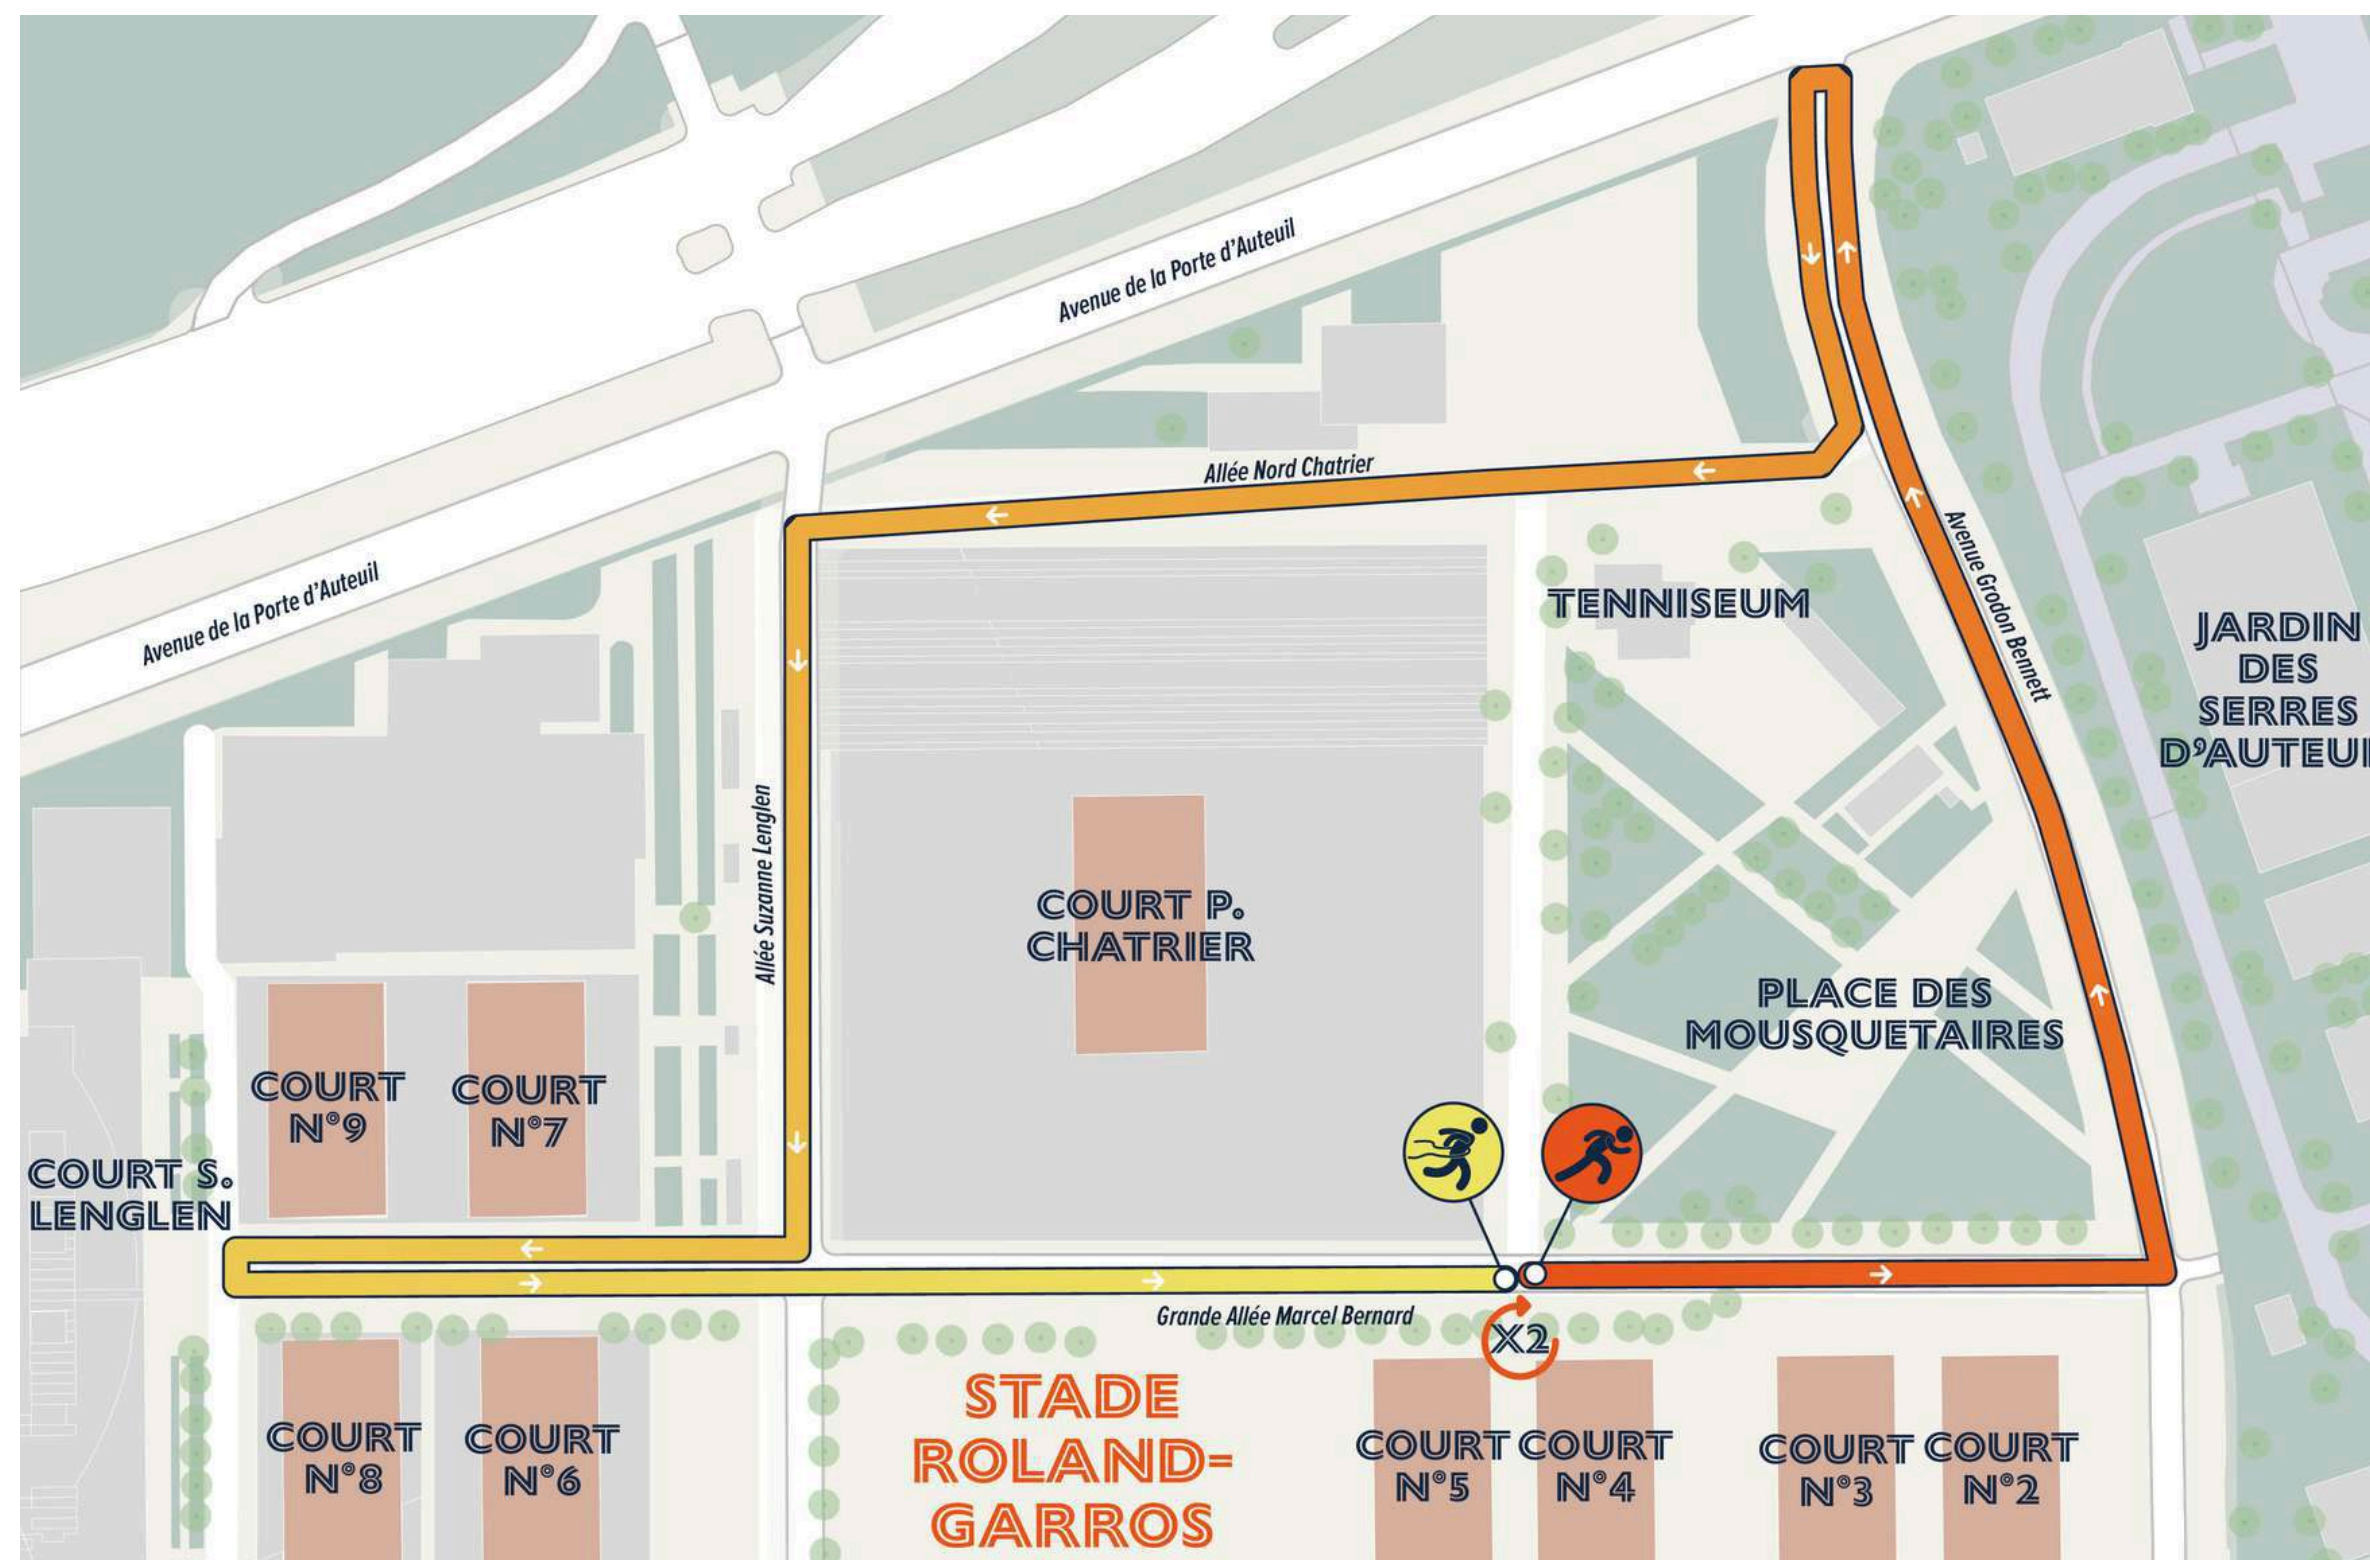 Avenue de la Porte d'Auteuil
Allée Nord Chatrier
Avenue de la Porte d'Auteuil
Avenue Grodon Bennett
TENNISEUM
JARDIN
DES
SERRES
D'AUTEUI
Allée Suzanne Lenglen
COURT P.
CHATRIER
PLACE DES
MOUSQUETAIRES
COURT
N°9
COURT
N°7
COURT S.
LENGLEN
Grande Allée Marcel Bernard
X2
STADE
ROLAND-
GARROS
COURT
N°8
COURT
N°6
COURT
N°5
COURT
N°4
COURT
N°3
COURT
N°2